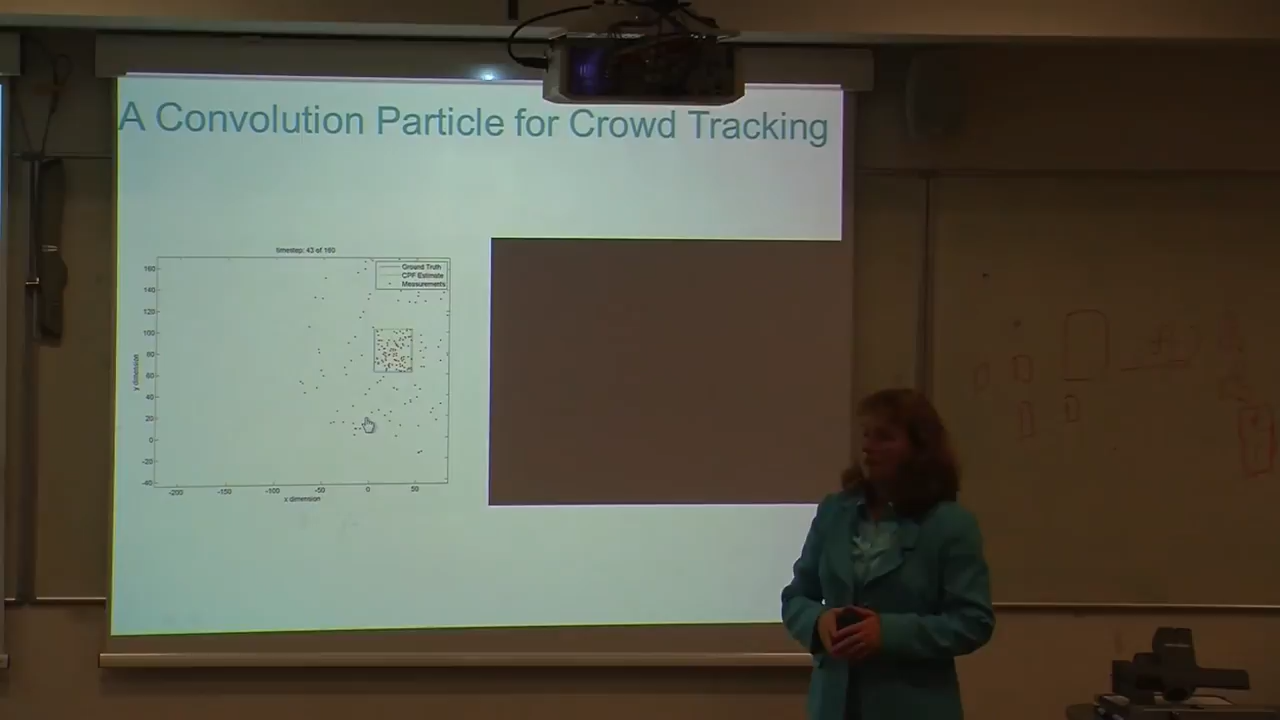 A Convolution Particle for Crowd Tracking
timestep: 43 of 160
Ground Truth
CPF Estimate
Measurements
160
140
120
100
80
60
40
20
0
-20
-40
y dimension
-200 -150 -100 -50 0 50
x dimension